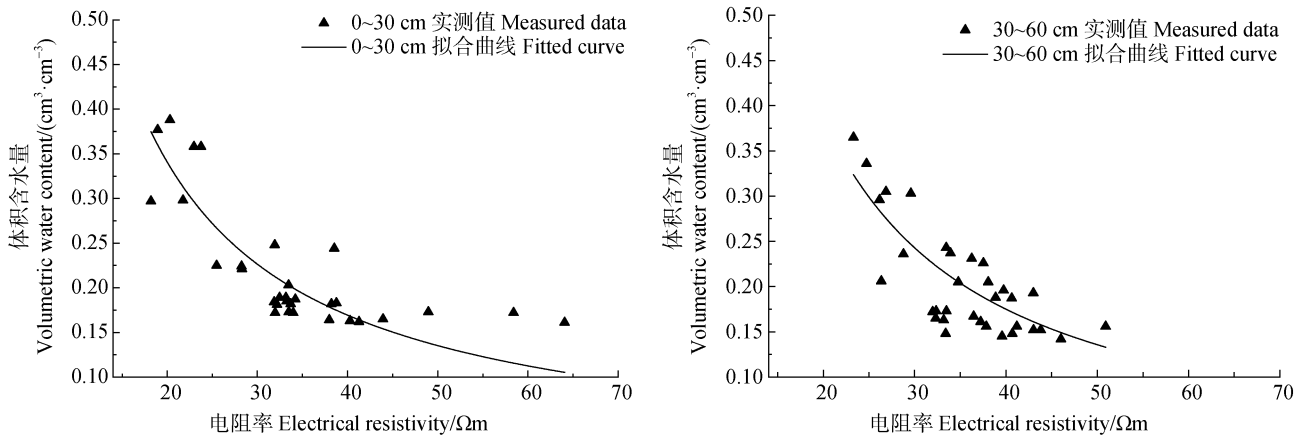 0~30 cm 实测值 Measured data
0~30 cm 拟合曲线 Fitted curve
体积含水量
Volumetric water content/(cm³·cm⁻³)
0.50
0.45
0.40
0.35
0.30
0.25
0.20
0.15
0.10
20 30 40 50 60 70
电阻率 Electrical resistivity/Ωm
30~60 cm 实测值 Measured data
30~60 cm 拟合曲线 Fitted curve
体积含水量
Volumetric water content/(cm³·cm⁻³)
0.50
0.45
0.40
0.35
0.30
0.25
0.20
0.15
0.10
20 30 40 50 60 70
电阻率 Electrical resistivity/Ωm